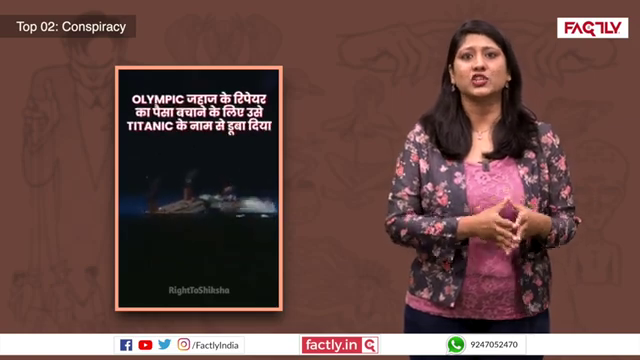 Top 02: Conspiracy
FACTLY
OLYMPIC जहाज के रिपेयर
का पैसा बचाने के लिए उसे
TITANIC के नाम से डूबा दिया
RightToShiksha
/FactlyIndia
factly.in
9247052470